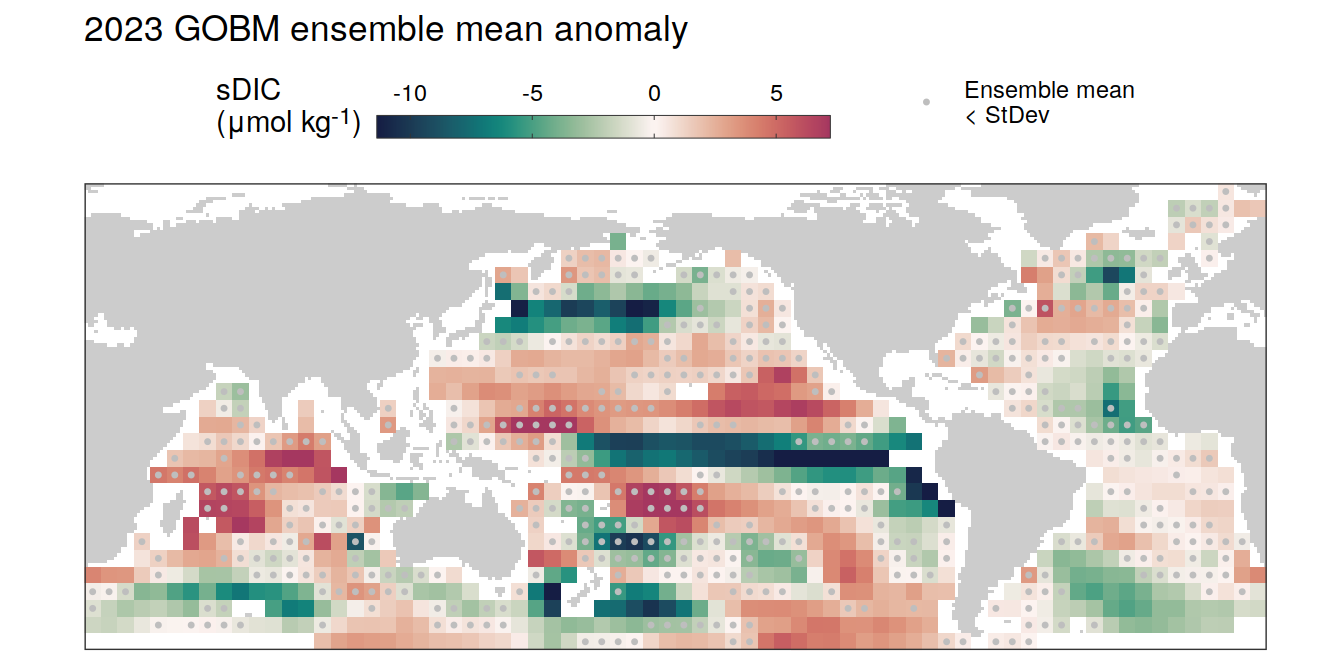 2023 GOBM ensemble mean anomaly
sDIC
(µmol kg⁻¹)
-10 -5 0 5
Ensemble mean
< StDev